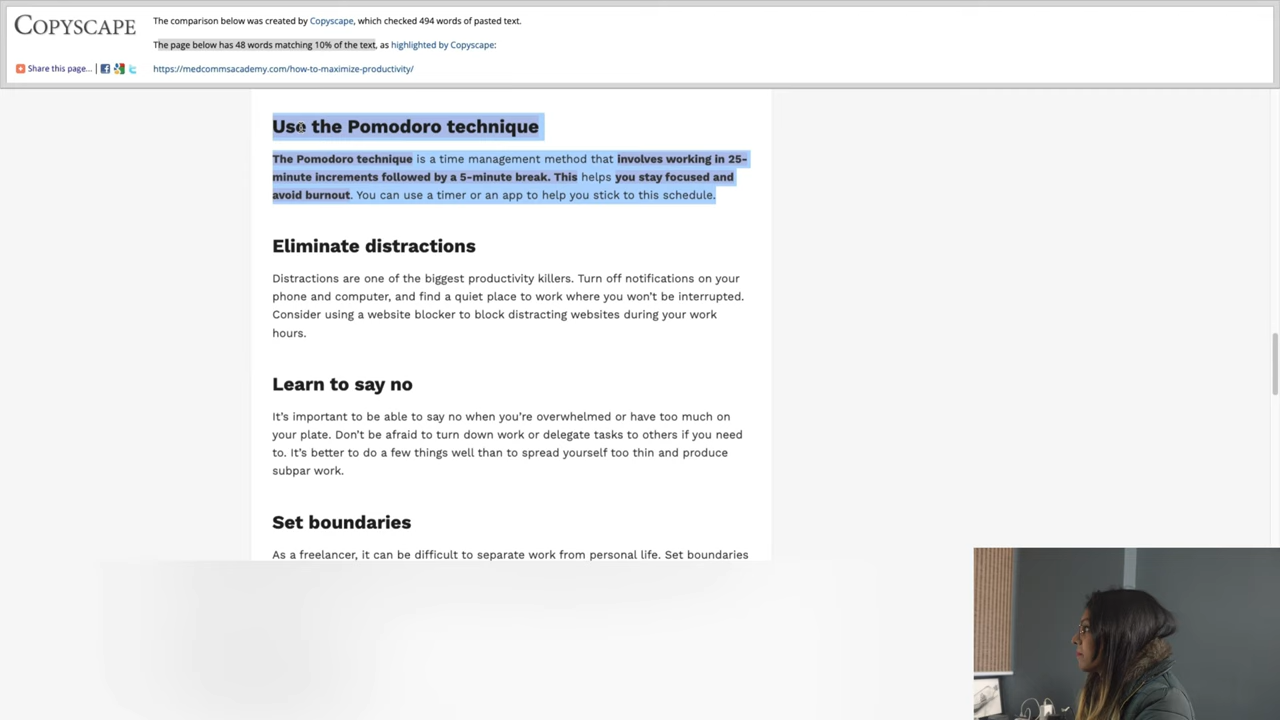 COPYSCAPE
The comparison below was created by Copyscape, which checked 494 words of pasted text.
The page below has 48 words matching 10% of the text, as highlighted by Copyscape:
Share this page... |
https://medcommsacademy.com/how-to-maximize-productivity/
Use the Pomodoro technique
The Pomodoro technique is a time management method that involves working in 25-
minute increments followed by a 5-minute break. This helps you stay focused and
avoid burnout. You can use a timer or an app to help you stick to this schedule.
Eliminate distractions
Distractions are one of the biggest productivity killers. Turn off notifications on your
phone and computer, and find a quiet place to work where you won't be interrupted.
Consider using a website blocker to block distracting websites during your work
hours.
Learn to say no
It's important to be able to say no when you're overwhelmed or have too much on
your plate. Don't be afraid to turn down work or delegate tasks to others if you need
to. It's better to do a few things well than to spread yourself too thin and produce
subpar work.
Set boundaries
As a freelancer, it can be difficult to separate work from personal life. Set boundaries